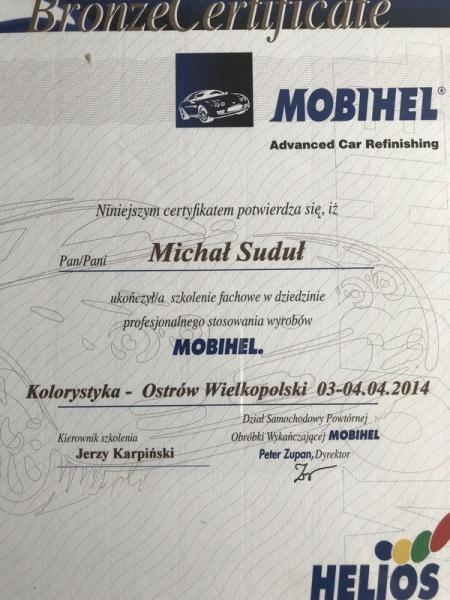 BronzeCertificate
MOBIHEL®
Advanced Car Refinishing
Niniejszym certyfikatem potwierdza się, iż
Pan/Pani Michał Suduł
ukończył/a szkolenie fachowe w dziedzinie
profesjonalnego stosowania wyrobów
MOBIHEL.
Kolorystyka - Ostrów Wielkopolski 03-04.04.2014
Kierownik szkolenia
Jerzy Karpiński
Dział Samochodowy Powtórnej
Obróbki Wykańczającej MOBIHEL
Peter Zupan, Dyrektor
HELIOS